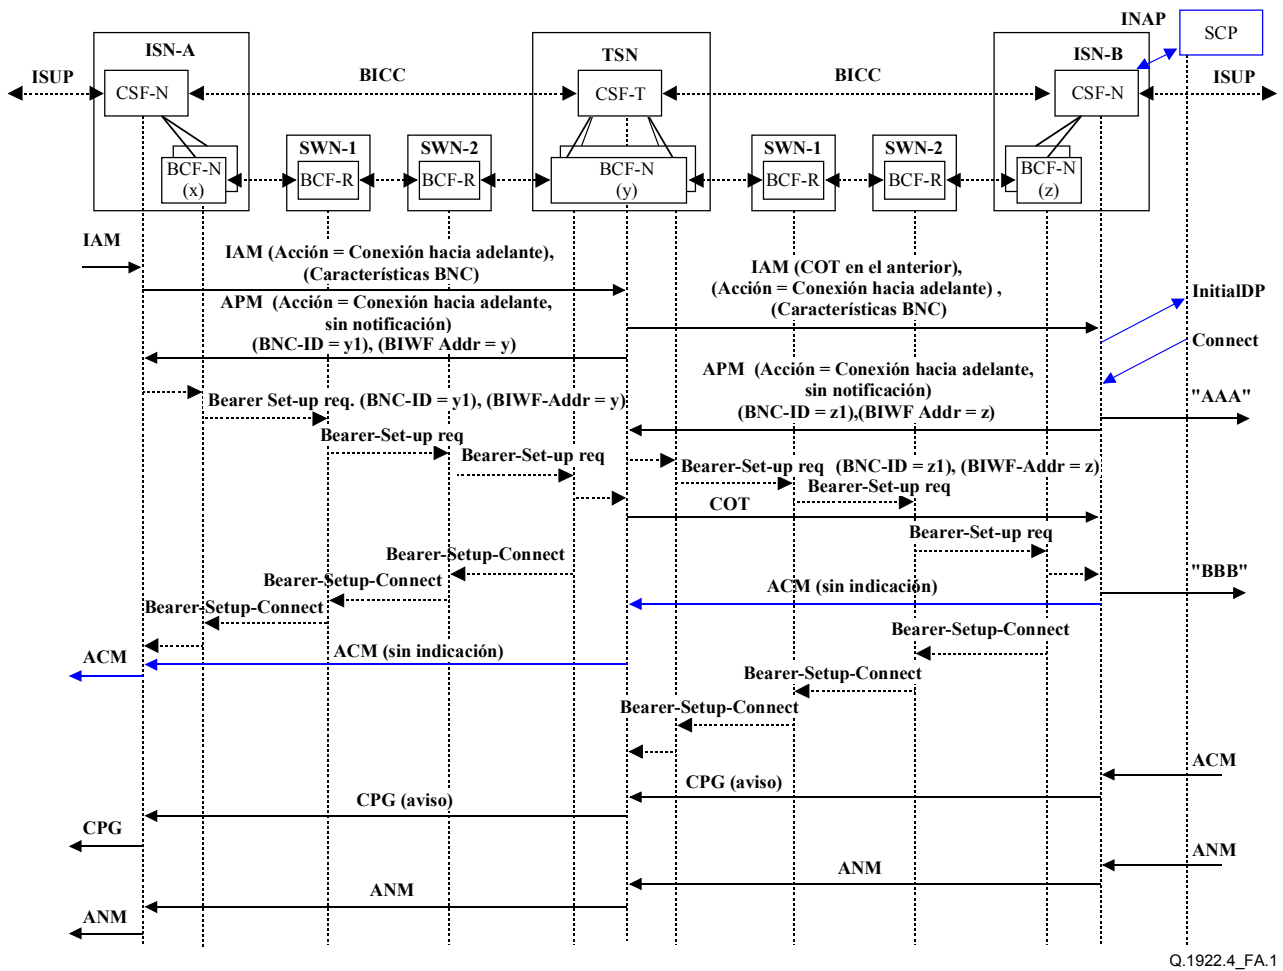 INAP
SCP
ISN-A
TSN
ISN-B
ISUP
BICC
BICC
ISUP
CSF-N
CSF-T
CSF-N
SWN-1
SWN-2
SWN-1
SWN-2
BCF-N
(x)
BCF-R
BCF-R
BCF-N
(y)
BCF-R
BCF-R
BCF-N
(z)
IAM
IAM (Acción = Conexión hacia adelante),
(Características BNC)
IAM (COT en el anterior),
(Acción = Conexión hacia adelante) ,
(Características BNC)
InitialDP
APM (Acción = Conexión hacia adelante,
sin notificación)
(BNC-ID = y1), (BIWF Addr = y)
Connect
APM (Acción = Conexión hacia adelante,
sin notificación)
(BNC-ID = z1),(BIWF Addr = z)
"AAA"
Bearer Set-up req. (BNC-ID = y1), (BIWF-Addr = y)
Bearer-Set-up req
Bearer-Set-up req
Bearer-Set-up req (BNC-ID = z1), (BIWF-Addr = z)
Bearer-Set-up req
COT
Bearer-Set-up req
Bearer-Setup-Connect
Bearer-Setup-Connect
Bearer-Setup-Connect
"BBB"
ACM (sin indicación)
Bearer-Setup-Connect
ACM
ACM (sin indicación)
Bearer-Setup-Connect
Bearer-Setup-Connect
ACM
CPG (aviso)
CPG (aviso)
CPG
ANM
ANM
ANM
ANM
Q.1922.4_FA.1